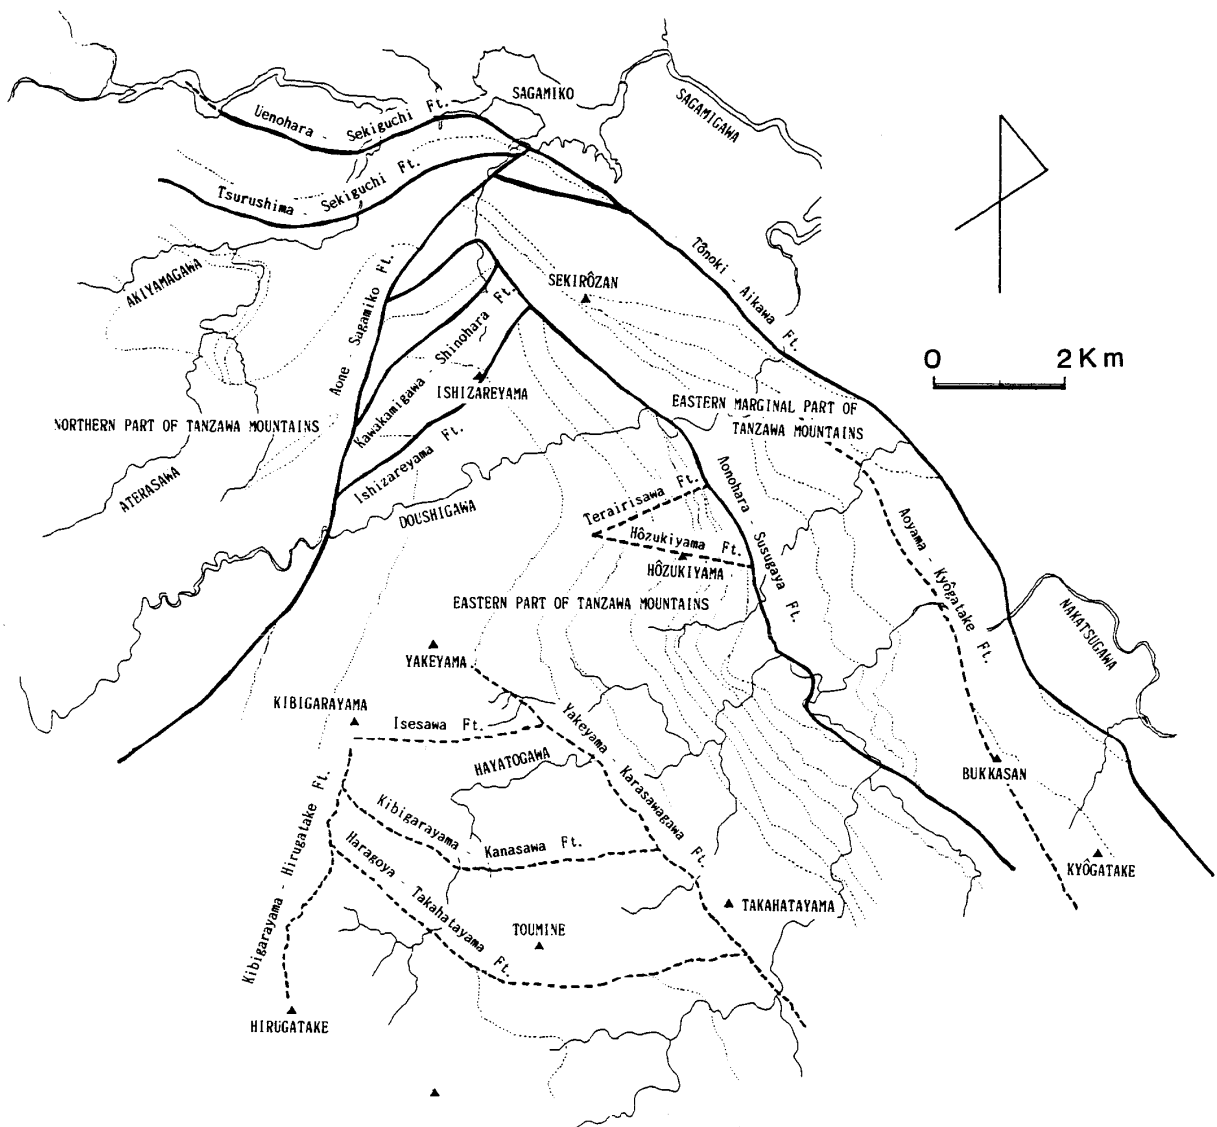 SAGAMIKO
SAGAMIGAWA
Uenohara - Sekiguchi Ft.
Tsurushima - Sekiguchi Ft.
AKIYAMAGAWA
Aone - Sagamiko Ft.
Tônoki - Aikawa Ft.
SEKIRÔZAN
Kawakamigawa - Shinohara Ft.
0 2Km
ISHIZAREYAMA
EASTERN MARGINAL PART OF
TANZAWA MOUNTAINS
NORTHERN PART OF TANZAWA MOUNTAINS
Ishizareyama Ft.
ATERASAWA
DOUSHIGAWA
Terairisawa Ft.
Aonohara - Susugaya Ft.
Aoyama - Kyôgatake Ft.
Hôzukiyama Ft.
HÔZUKIYAMA
EASTERN PART OF TANZAWA MOUNTAINS
NAKATSUGAWA
YAKEYAMA
KIBIGARAYAMA
Isesawa Ft.
Yakeyama - Karasawagawa Ft.
HAYATOGAWA
BUKKASAN
Kibigarayama - Hirugatake Ft.
Kibigarayama - Kanasawa Ft.
Haragoya - Takahatayama Ft.
KYÔGATAKE
TAKAHATAYAMA
TOUMINE
HIRUGATAKE